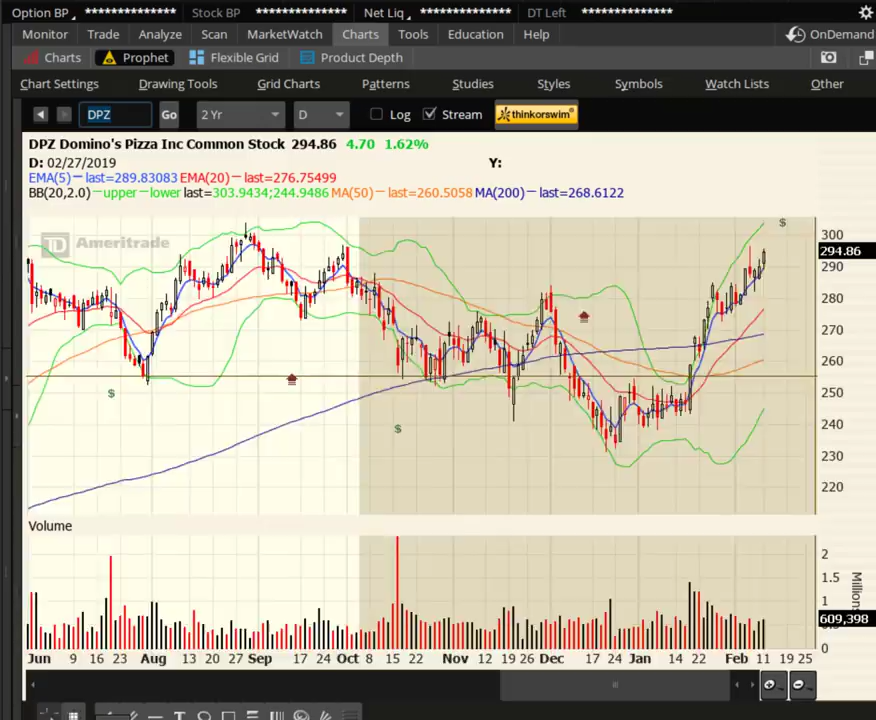 Option BP ************** Stock BP ************** Net Liq ************** DT Left **************
Monitor Trade Analyze Scan MarketWatch Charts Tools Education Help OnDemand
Charts Prophet Flexible Grid Product Depth
Chart Settings Drawing Tools Grid Charts Patterns Studies Styles Symbols Watch Lists Other
DPZ Go 2 Yr D Log Stream thinkorswim
DPZ Domino's Pizza Inc Common Stock 294.86 4.70 1.62%
D: 02/27/2019 Y:
EMA(5) — last=289.83083 EMA(20) — last=276.75499
BB(20,2.0)—upper—lower last=303.9434;244.9486 MA(50) — last=260.5058 MA(200) — last=268.6122
TD Ameritrade
$
300
294.86
290
280
270
260
250
$
240
$
230
220
Volume
2
1.5
1
Millions
609,398
0
Jun 9 16 23 Aug 13 20 27 Sep 17 24 Oct 8 15 22 Nov 12 19 26 Dec 17 24 Jan 14 22 Feb 11 19 25
T